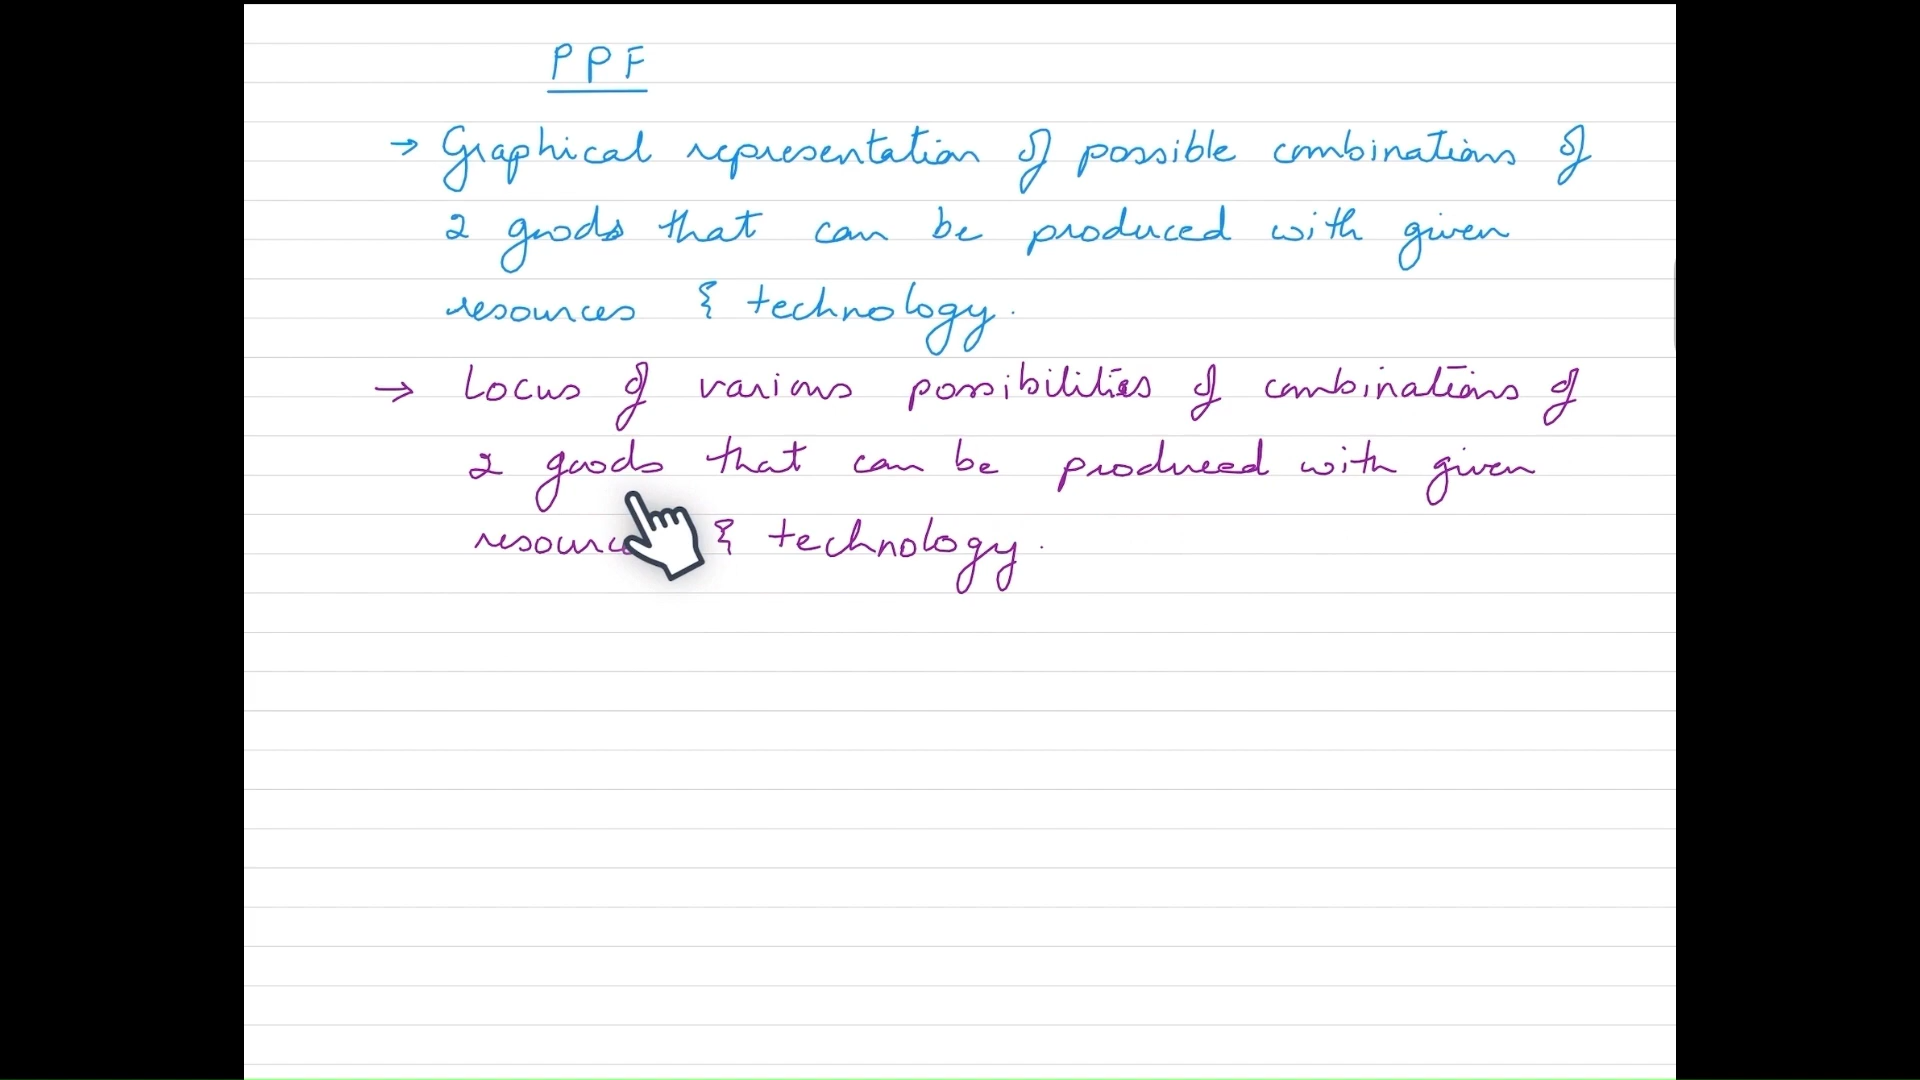 PPF
→ Graphical representation of possible combinations of
2 goods that can be produced with given
resources & technology.
→ Locus of various possibilities of combinations of
2 goods that can be produced with given
& technology.